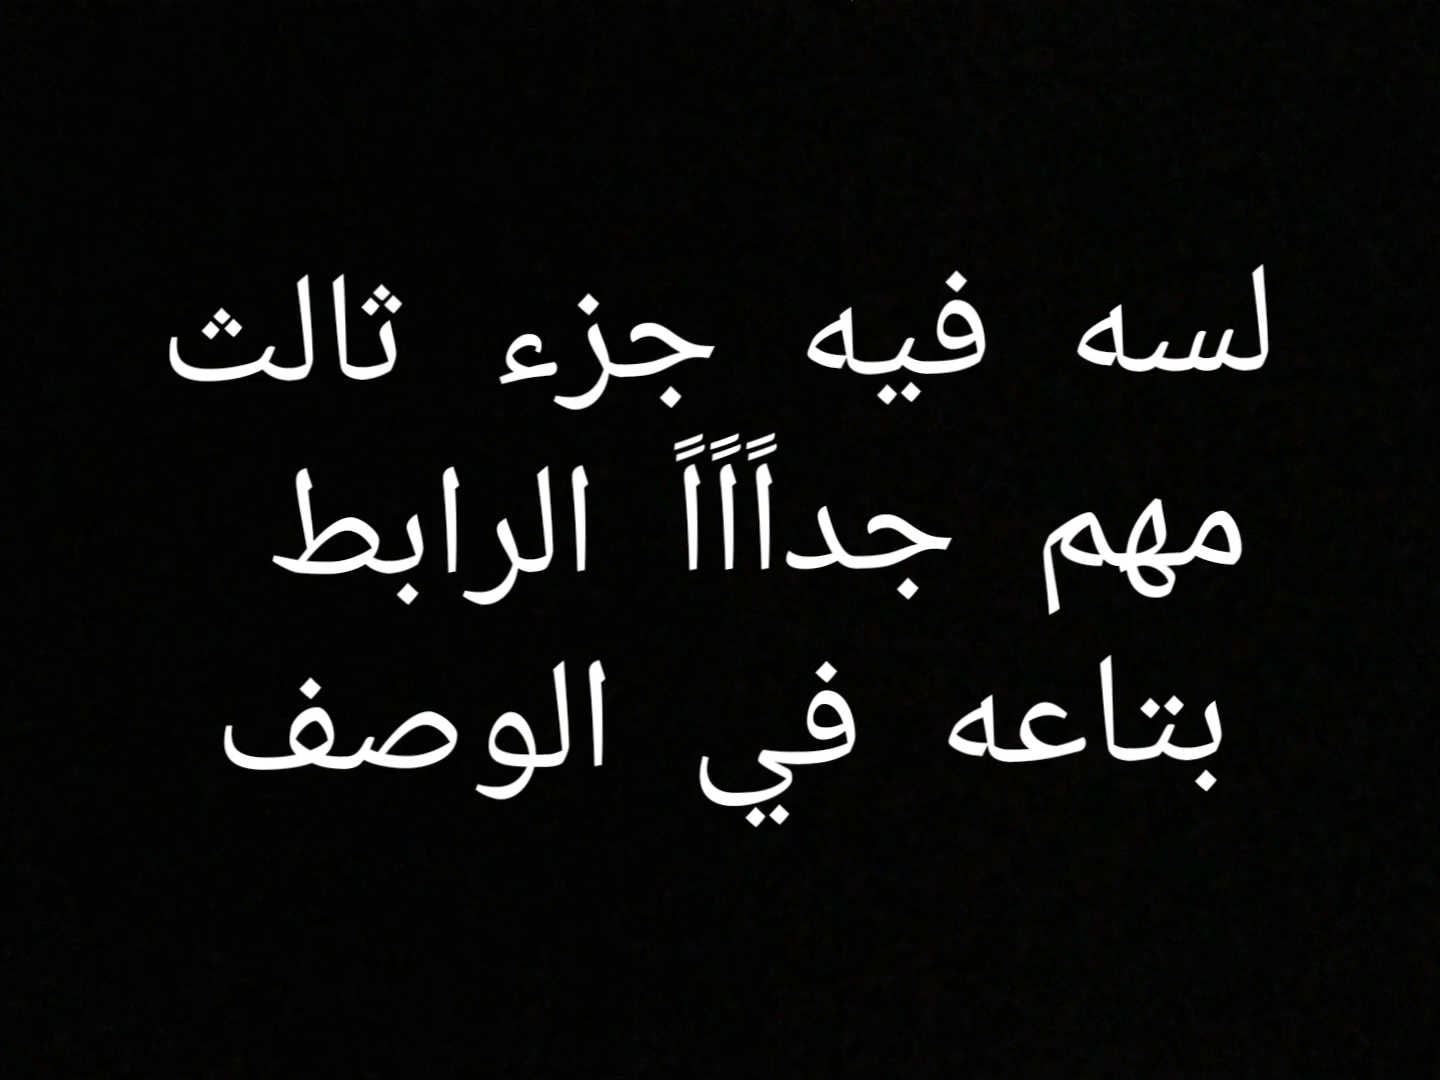 لسه فيه جزء ثالث
مهم جداًاًاً الرابط
بتاعه في الوصف